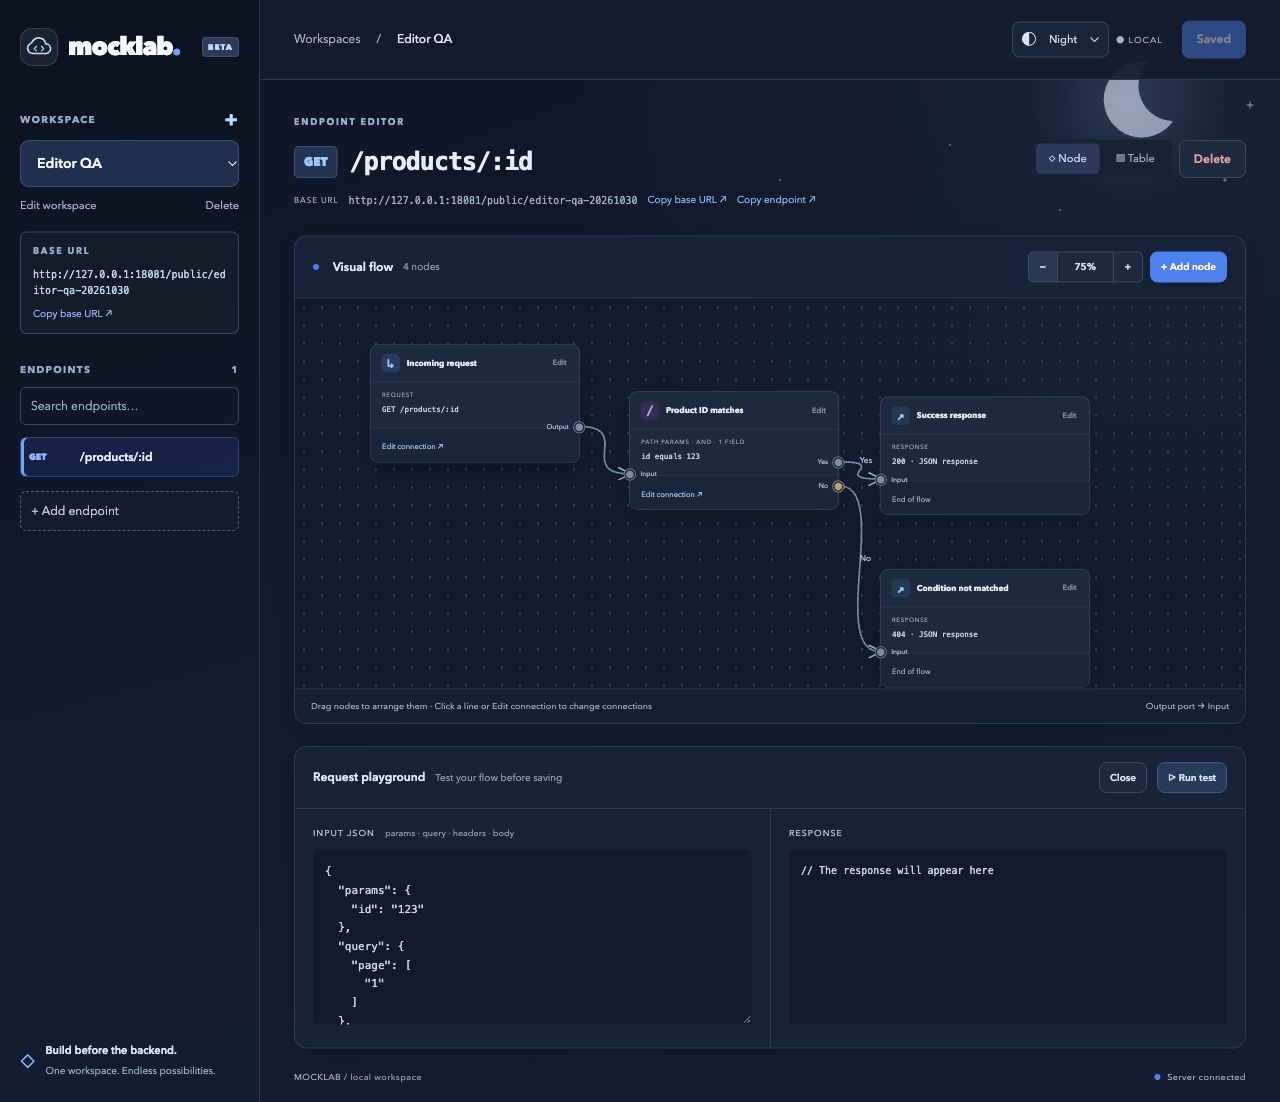 mocklab.
BETA
WORKSPACE
Editor QA
Edit workspace
Delete
BASE URL
http://127.0.0.1:18081/public/ed
itor-qa-20261030
Copy base URL ↗
ENDPOINTS
1
Search endpoints...
GET /products/:id
+ Add endpoint
Build before the backend.
One workspace. Endless possibilities.
Workspaces / Editor QA
Night
LOCAL
Saved
ENDPOINT EDITOR
GET /products/:id
Node
Table
Delete
BASE URL http://127.0.0.1:18081/public/editor-qa-20261030 Copy base URL ↗ Copy endpoint ↗
Visual flow 4 nodes
− 75% +
+ Add node
Incoming request Edit
REQUEST
GET /products/:id
Output
Edit connection ↗
/ Product ID matches Edit
PATH PARAMS · AND · 1 FIELD
id equals 123
Yes
Input
No
Edit connection ↗
Yes
No
Success response Edit
RESPONSE
200 · JSON response
Input
End of flow
Condition not matched Edit
RESPONSE
404 · JSON response
Input
End of flow
Drag nodes to arrange them · Click a line or Edit connection to change connections
Output port → Input
Request playground Test your flow before saving
Close
Run test
INPUT JSON params · query · headers · body
{
"params": {
"id": "123"
},
"query": {
"page": [
"1"
]
},
RESPONSE
// The response will appear here
MOCKLAB / local workspace
Server connected